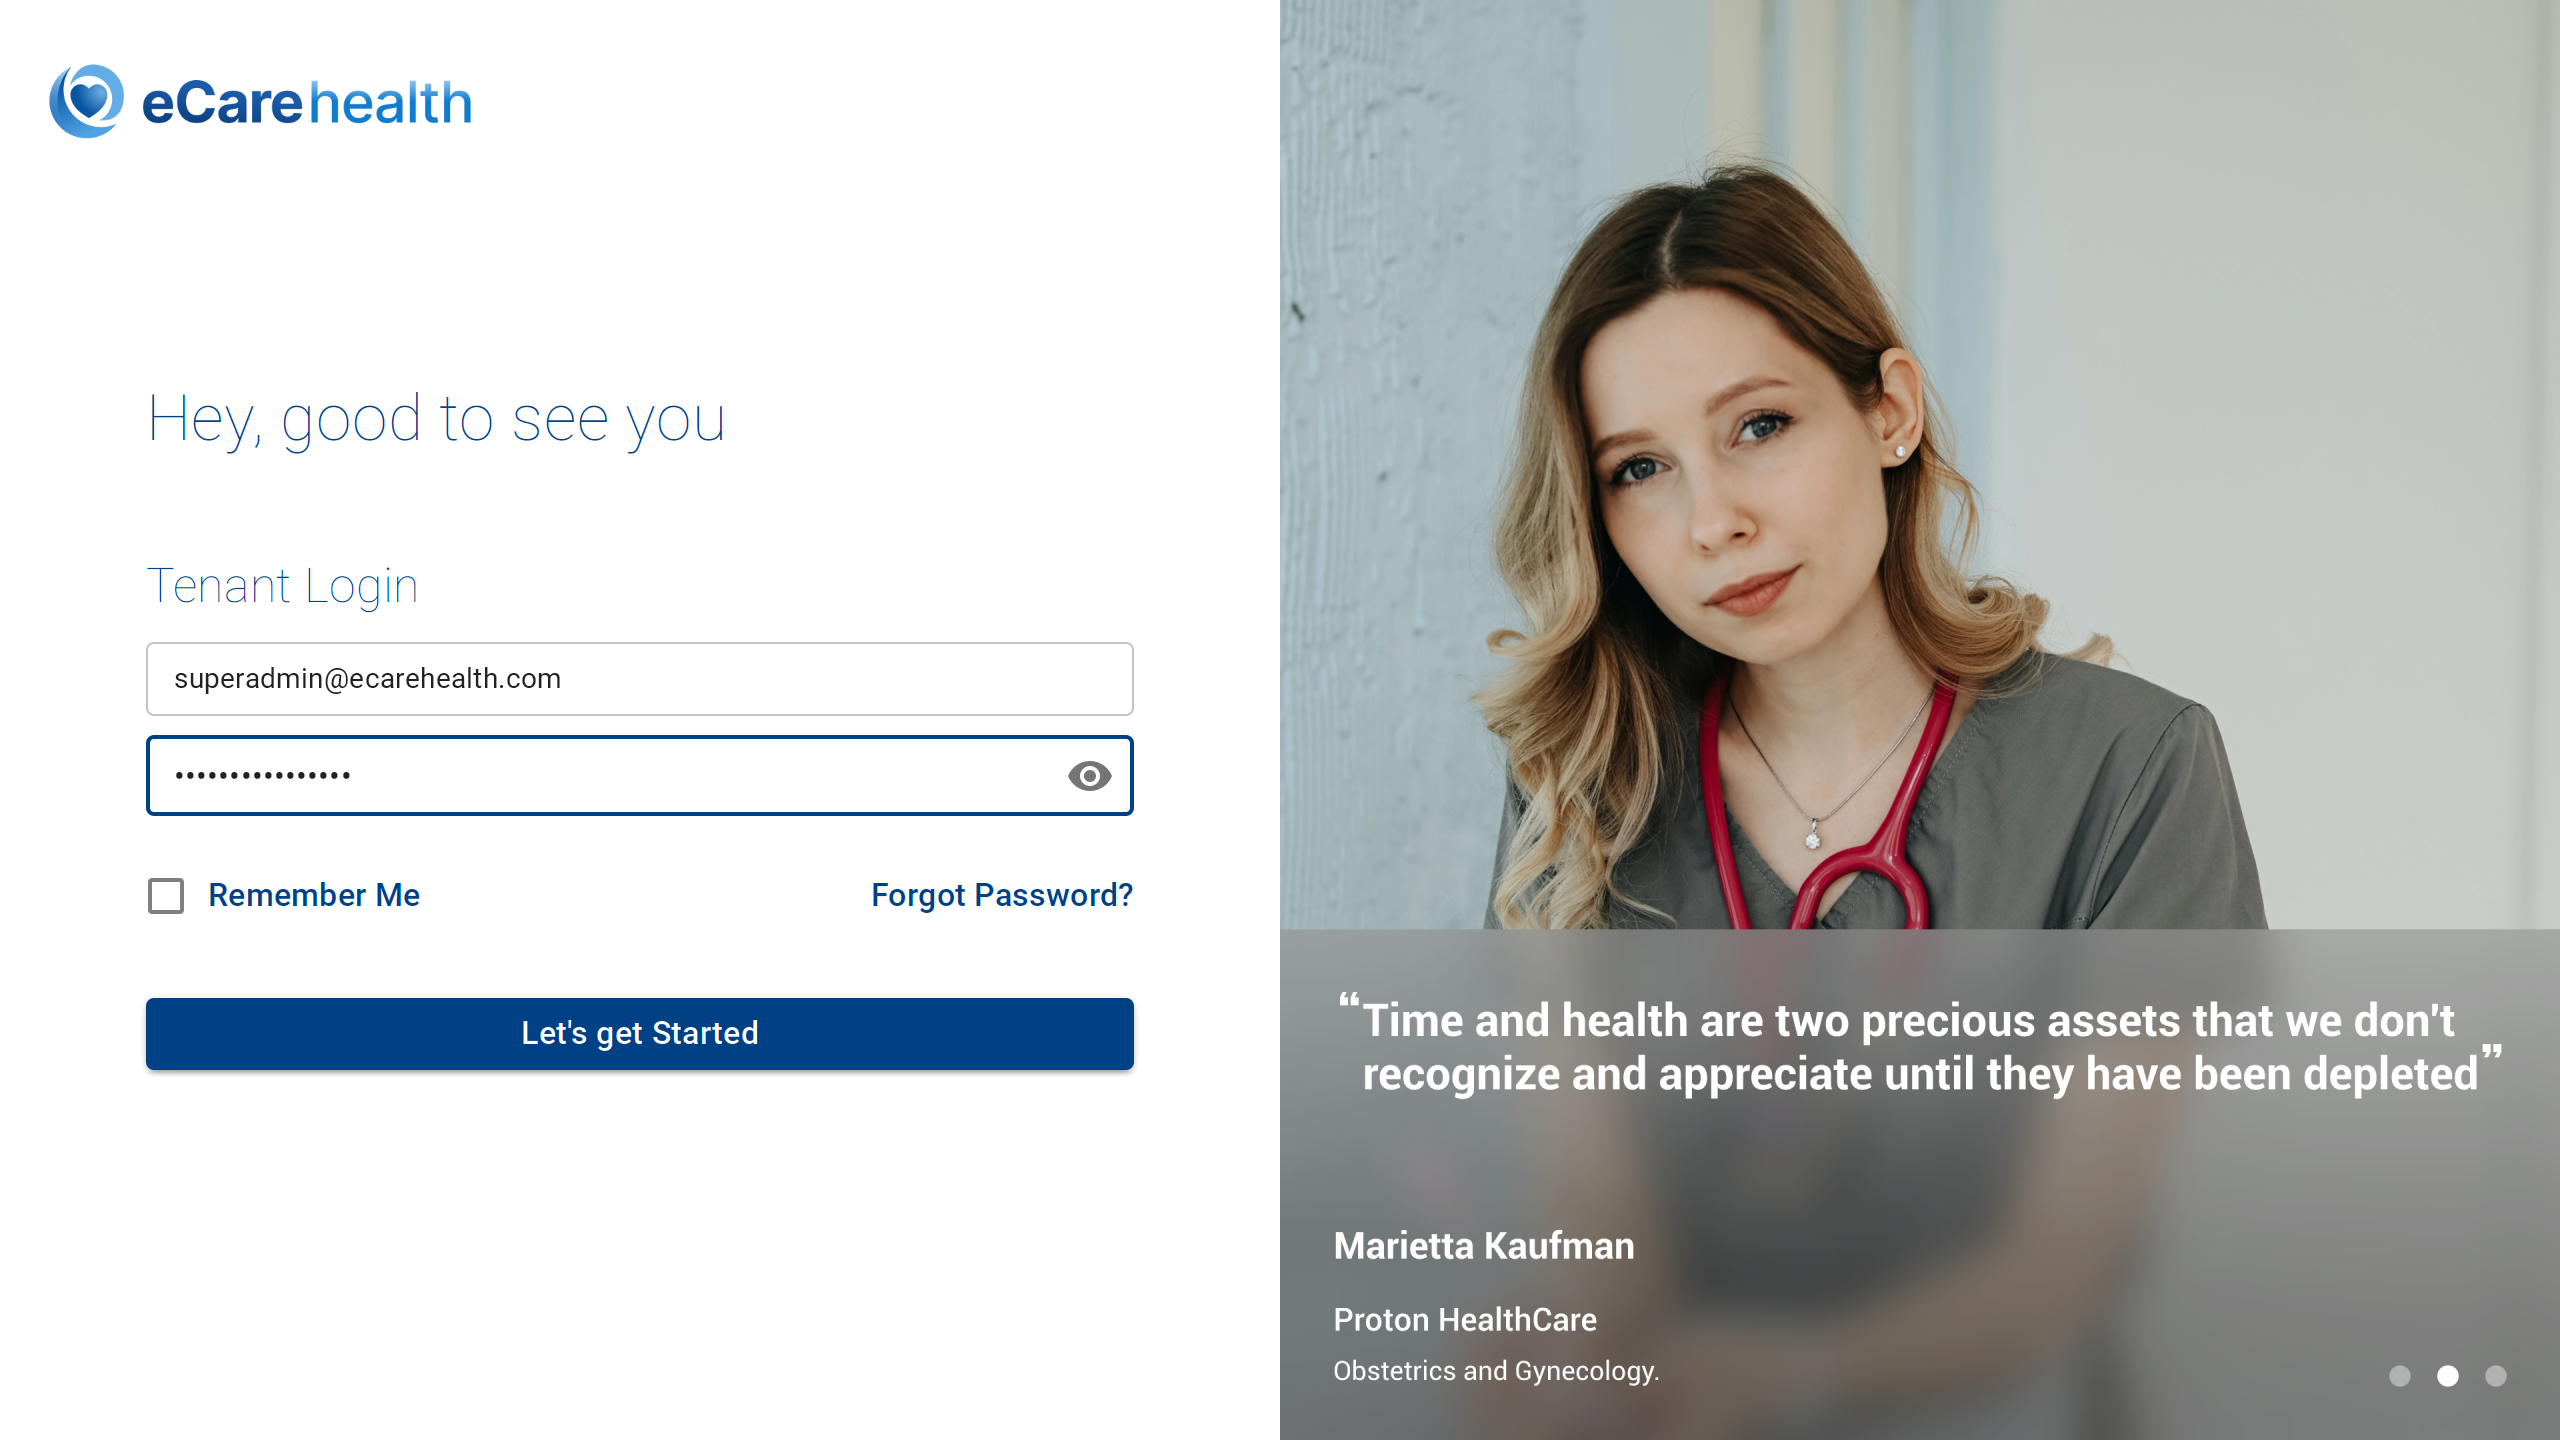 eCare health
Hey, good to see you
Tenant Login
superadmin@ecarehealth.com
••••••••••••••••
Remember Me
Forgot Password?
Let's get Started
“Time and health are two precious assets that we don't
recognize and appreciate until they have been depleted”
Marietta Kaufman
Proton HealthCare
Obstetrics and Gynecology.